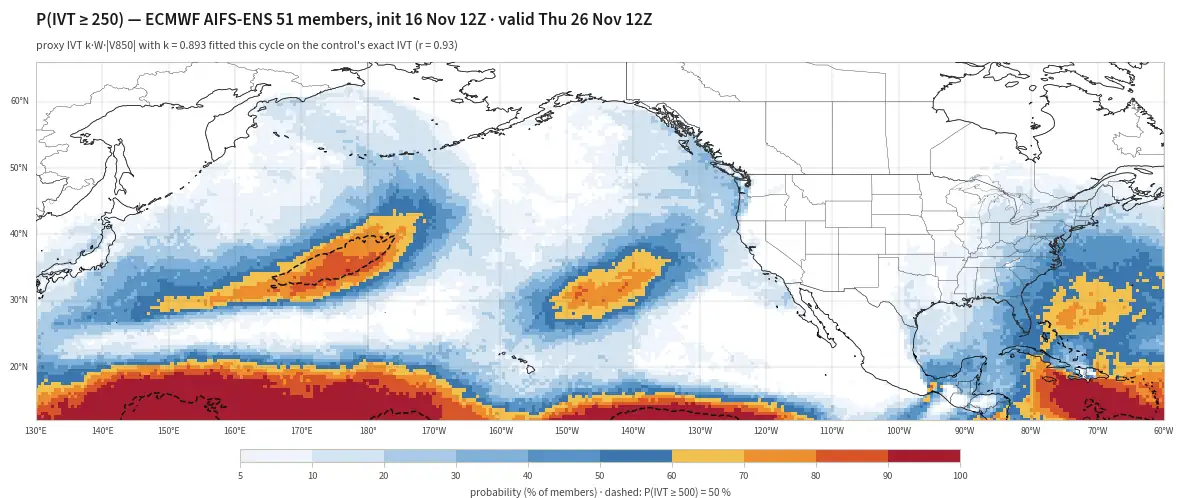 P(IVT ≥ 250) — ECMWF AIFS-ENS 51 members, init 16 Nov 12Z · valid Thu 26 Nov 12Z
proxy IVT k·W·|V850| with k = 0.893 fitted this cycle on the control's exact IVT (r = 0.93)
60°N
50°N
40°N
30°N
20°N
130°E 140°E 150°E 160°E 170°E 180° 170°W 160°W 150°W 140°W 130°W 120°W 110°W 100°W 90°W 80°W 70°W 60°W
5 10 20 30 40 50 60 70 80 90 100
probability (% of members) · dashed: P(IVT ≥ 500) = 50 %